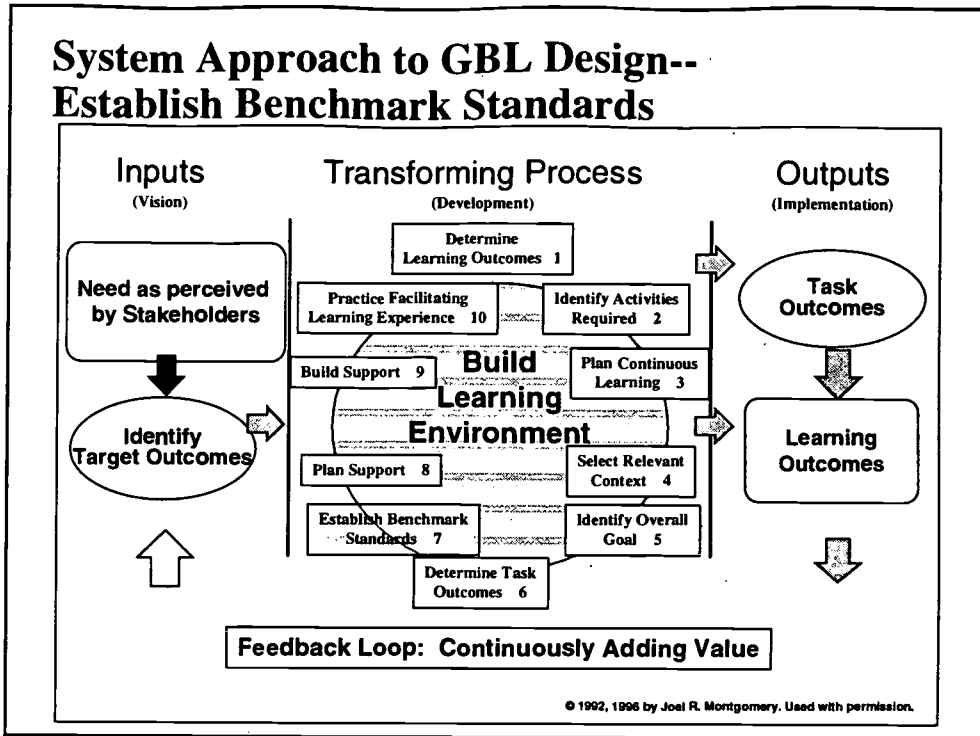 System Approach to GBL Design--
Establish Benchmark Standards
Inputs
(Vision)
Transforming Process
(Development)
Outputs
(Implementation)
Need as perceived
by Stakeholders
Identify
Target Outcomes
Determine
Learning Outcomes 1
Identify Activities
Required 2
Plan Continuous
Learning 3
Select Relevant
Context 4
Identify Overall
Goal 5
Determine Task
Outcomes 6
Establish Benchmark
Standards 7
Plan Support 8
Build Support 9
Practice Facilitating
Learning Experience 10
Build
Learning
Environment
Task
Outcomes
Learning
Outcomes
Feedback Loop: Continuously Adding Value
© 1992, 1996 by Joel R. Montgomery. Used with permission.